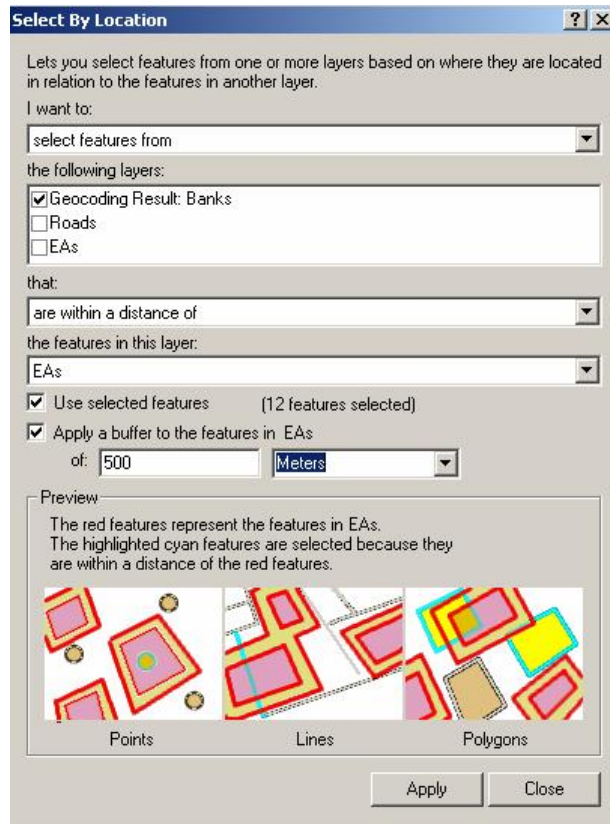 Select By Location
Lets you select features from one or more layers based on where they are located
in relation to the features in another layer.
I want to:
select features from
the following layers:
Geocoding Result: Banks
Roads
EAs
that:
are within a distance of
the features in this layer:
EAs
Use selected features (12 features selected)
Apply a buffer to the features in EAs
of: 500 Meters
Preview
The red features represent the features in EAs.
The highlighted cyan features are selected because they
are within a distance of the red features.
Points Lines Polygons
Apply Close